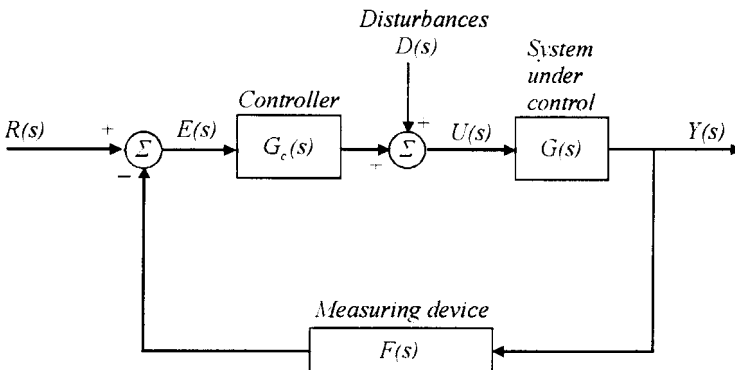 Disturbances
D(s)
System
under
control
Controller
R(s)
+
Σ
−
E(s)
G_c(s)
+
+
Σ
U(s)
G(s)
Y(s)
Measuring device
F(s)